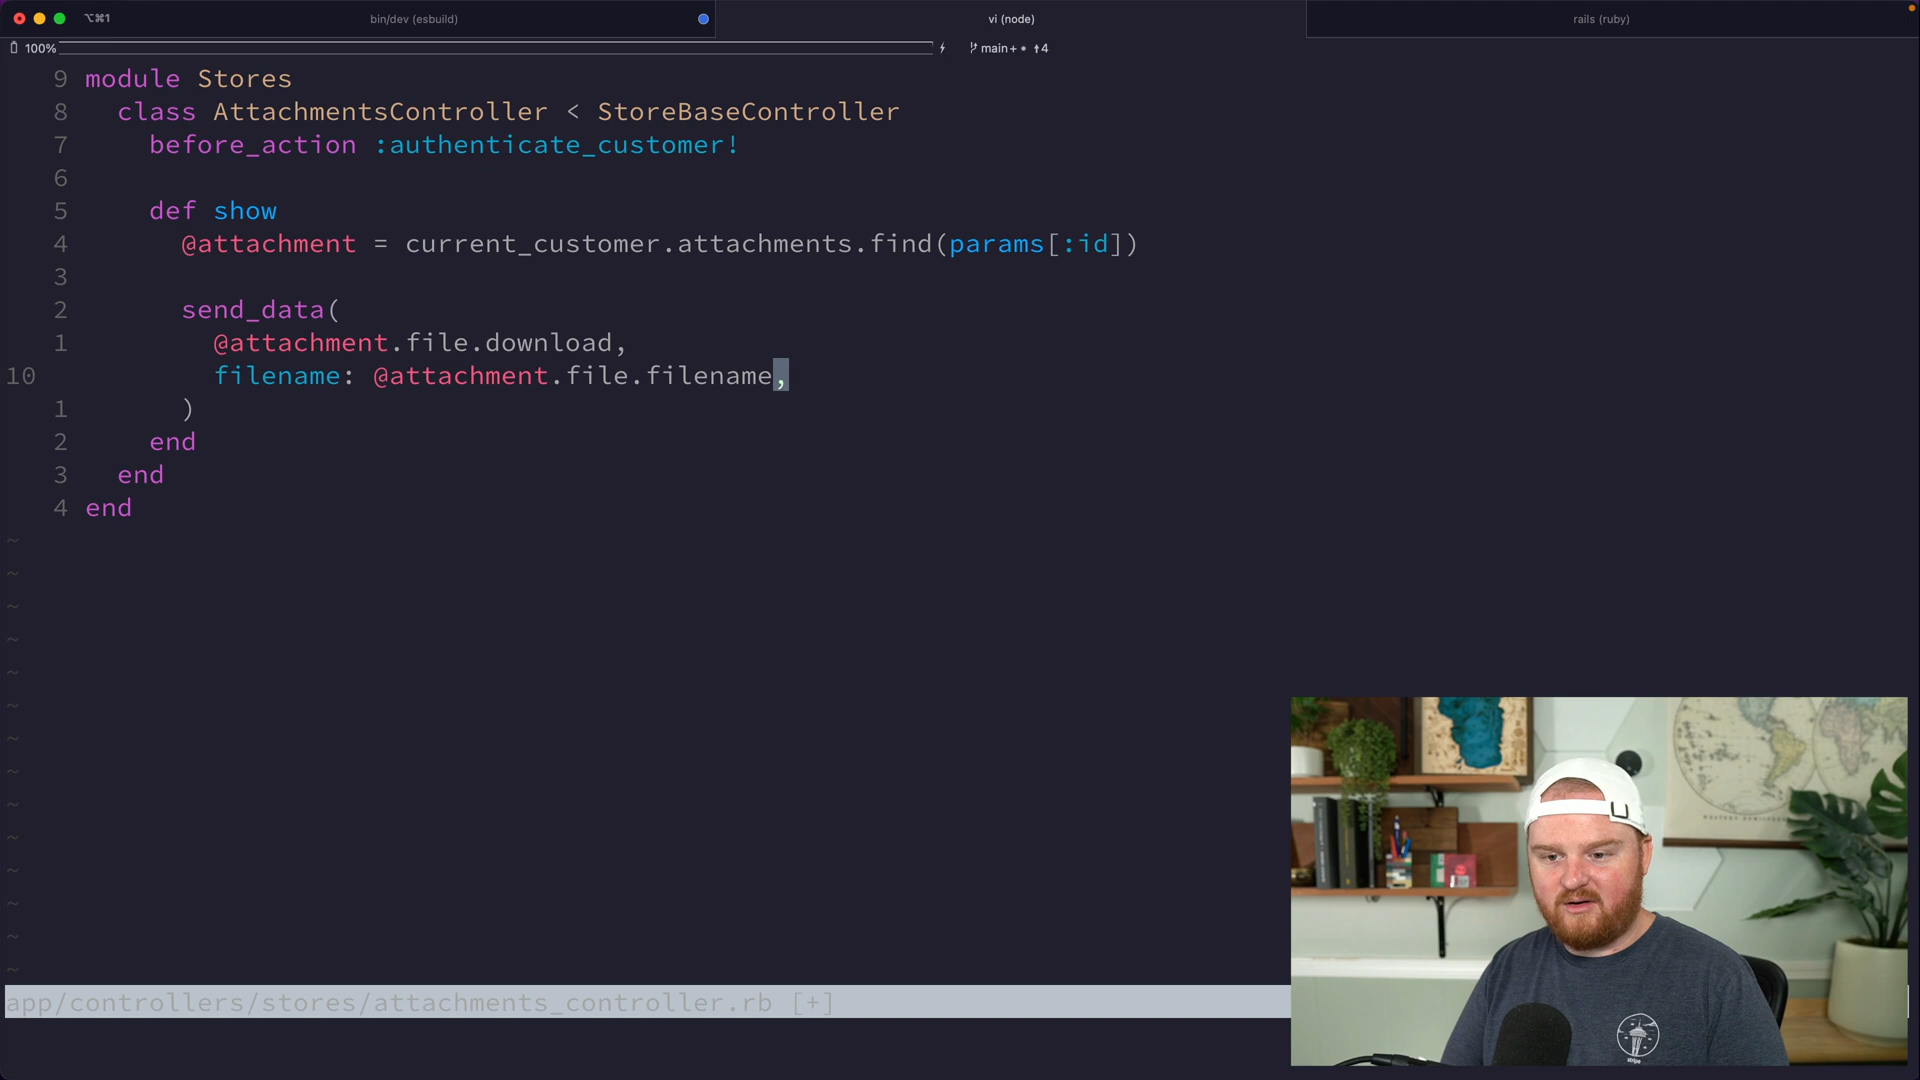 ⌥⌘1
bin/dev (esbuild)
vi (node)
rails (ruby)
100%
main+• ↑4
9 module Stores
8 class AttachmentsController < StoreBaseController
7 before_action :authenticate_customer!
6
5 def show
4 @attachment = current_customer.attachments.find(params[:id])
3
2 send_data(
1 @attachment.file.download,
10 filename: @attachment.file.filename,
1 )
2 end
3 end
4 end
~
~
~
~
~
~
~
~
~
~
~
~
~
~
app/controllers/stores/attachments_controller.rb [+]
stripe